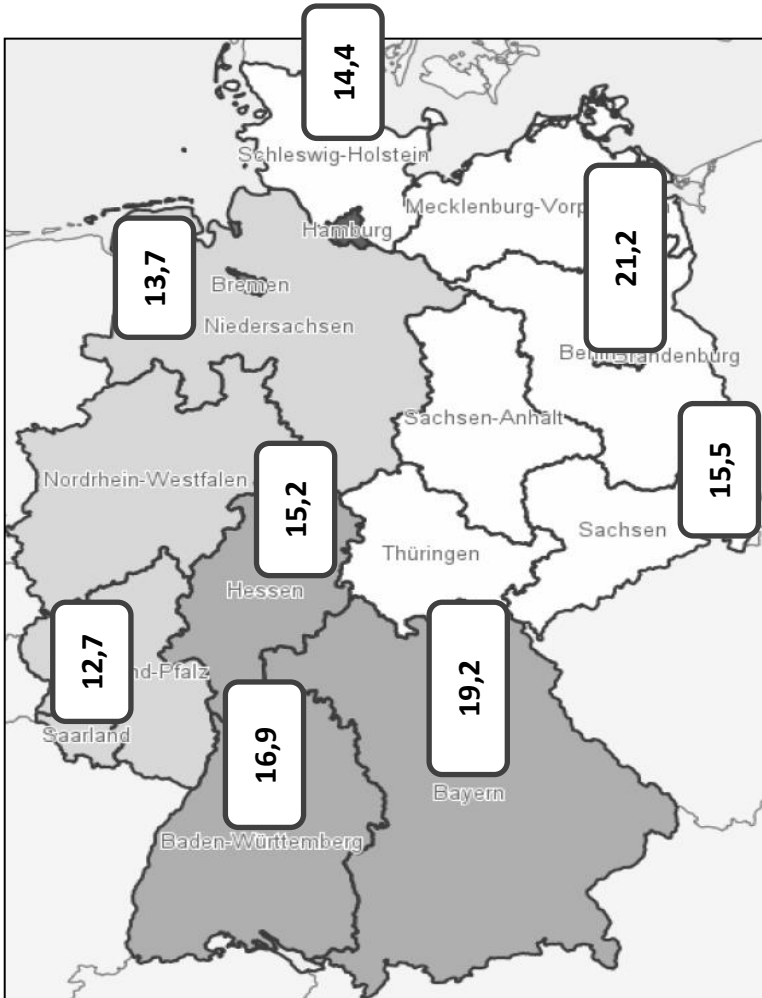 14,4
Schleswig-Holstein
Mecklenburg-Vorp
Hamburg
13,7
21,2
Bremen
Niedersachsen
Berlin
Brandenburg
Sachsen-Anhalt
15,5
Nordrhein-Westfalen
15,2
Sachsen
Thüringen
Hessen
12,7
nd-Pfalz
19,2
16,9
Saarland
Bayern
Baden-Württemberg